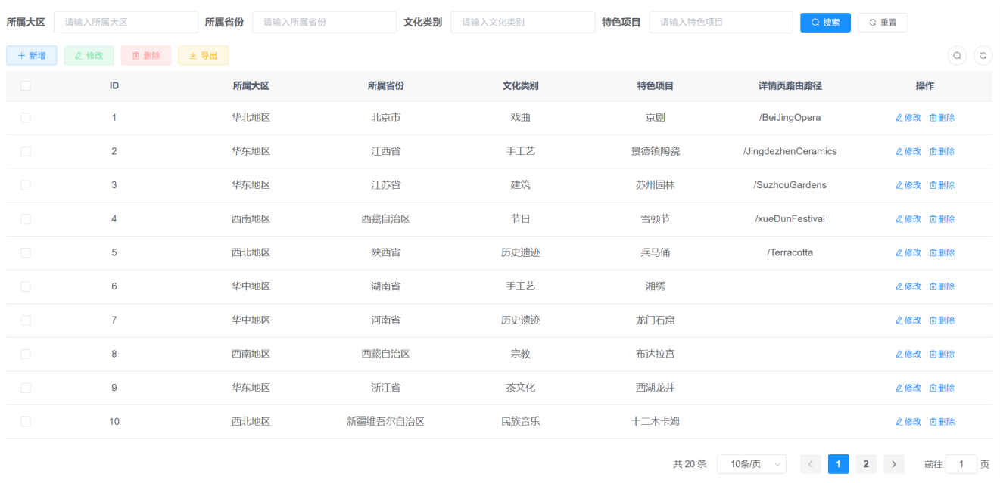 所属大区 请输入所属大区 所属省份 请输入所属省份 文化类别 请输入文化类别 特色项目 请输入特色项目 搜索 重置
新增 修改 删除 导出
ID 所属大区 所属省份 文化类别 特色项目 详情页路由路径 操作
1 华北地区 北京市 戏曲 京剧 /BeiJingOpera 修改 删除
2 华东地区 江西省 手工艺 景德镇陶瓷 /JingdezhenCeramics 修改 删除
3 华东地区 江苏省 建筑 苏州园林 /SuzhouGardens 修改 删除
4 西南地区 西藏自治区 节日 雪顿节 /xueDunFestival 修改 删除
5 西北地区 陕西省 历史遗迹 兵马俑 /Terracotta 修改 删除
6 华中地区 湖南省 手工艺 湘绣 修改 删除
7 华中地区 河南省 历史遗迹 龙门石窟 修改 删除
8 西南地区 西藏自治区 宗教 布达拉宫 修改 删除
9 华东地区 浙江省 茶文化 西湖龙井 修改 删除
10 西北地区 新疆维吾尔自治区 民族音乐 十二木卡姆 修改 删除
共 20 条 10条/页 1 2 前往 1 页